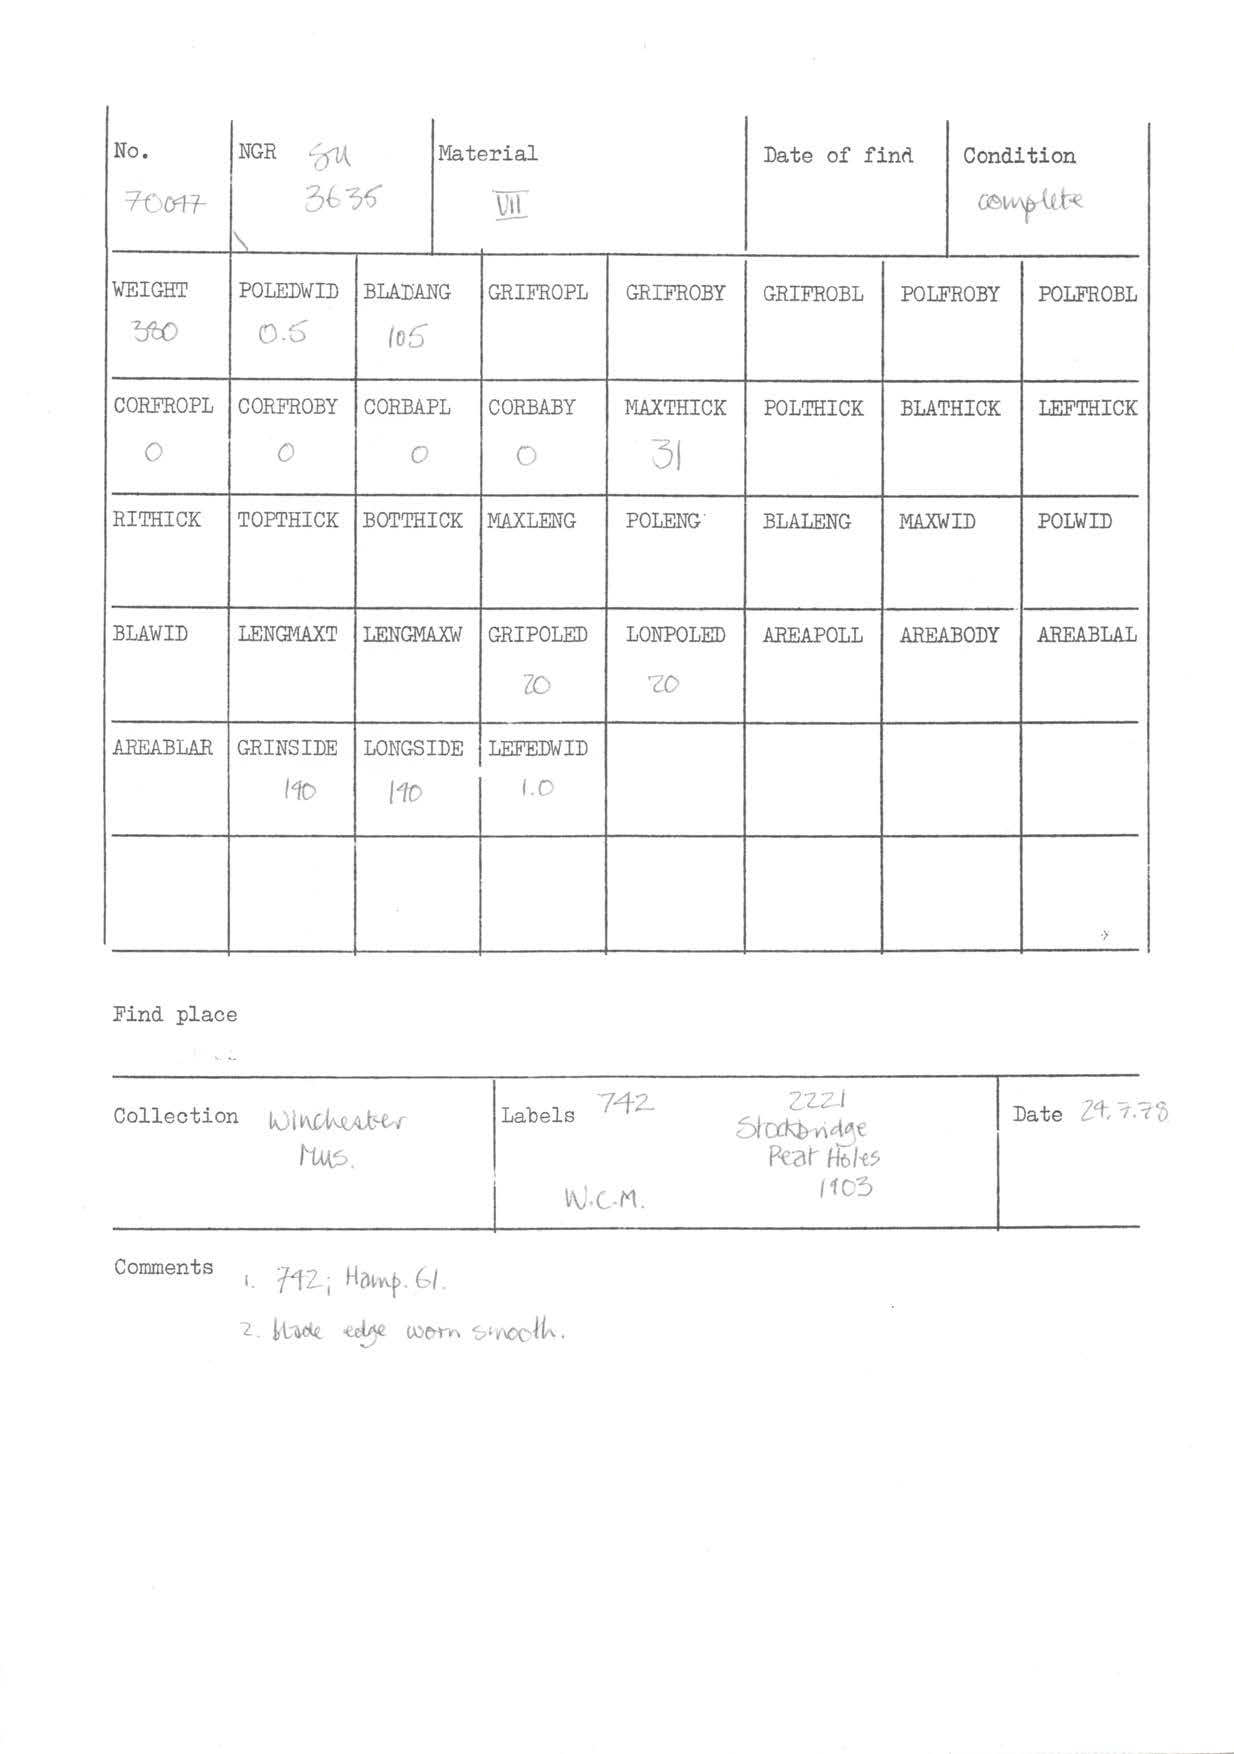 No. NGR SU Material Date of find Condition
70047 3635 VII complete
WEIGHT POLEDWID BLADANG GRIFROPL GRIFROBY GRIFROBL POLFROBY POLFROBL
380 0.5 105
CORFROPL CORFROBY CORBAPL CORBABY MAXTHICK POLTHICK BLATHICK LEFTHICK
0 0 0 0 31
RITHICK TOPTHICK BOTTHICK MAXLENG POLENG BLALENG MAXWID POLWID
BLAWID LENGMAXT LENGMAXW GRIPOLED LONPOLED AREAPOLL AREABODY AREABLAL
20 20
AREABLAR GRINSIDE LONGSIDE LEFEDWID
190 190 1.0
Find place
Collection Winchester
Mus.
Labels 742 2221
Stockbridge
Peat Holes
1903
W.C.M.
Date 24.7.78
Comments 1. 742; Hamp. 61.
2. blade edge worn smooth.